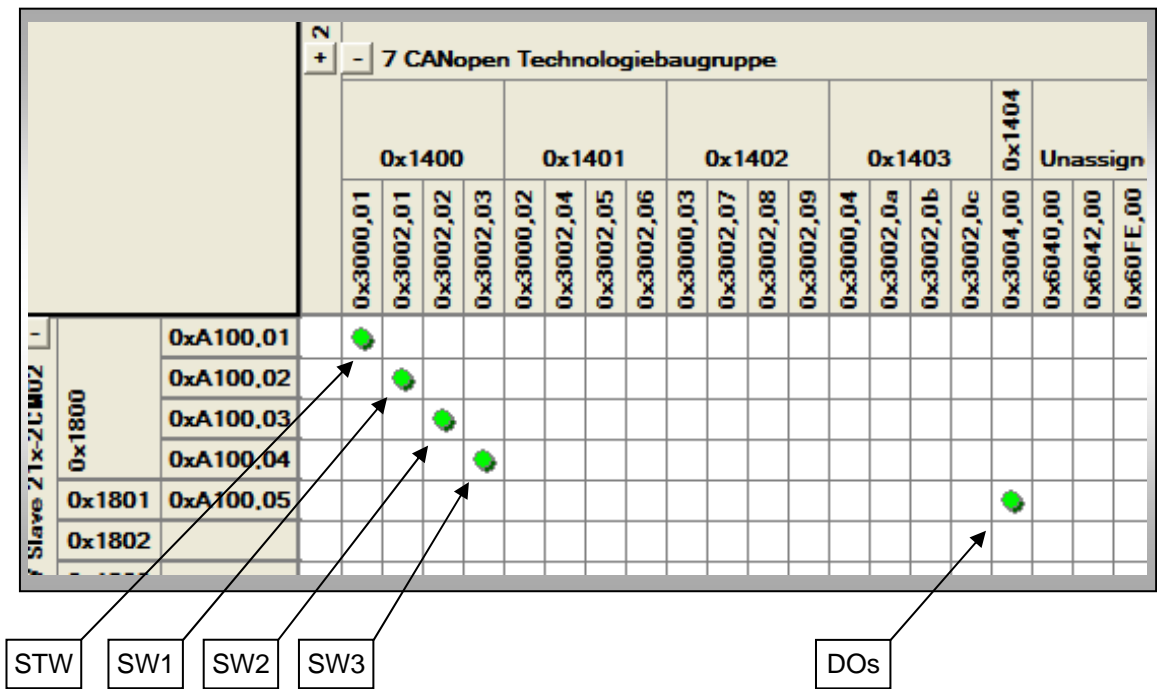 2
+ - 7 CANopen Technologiebaugruppe
0x1400 0x1401 0x1402 0x1403 0x1404 Unassign
0x3000,01 0x3002,01 0x3002,02 0x3002,03 0x3000,02 0x3002,04 0x3002,05 0x3002,06 0x3000,03 0x3002,07 0x3002,08 0x3002,09 0x3000,04 0x3002,0a 0x3002,0b 0x3002,0c 0x3004,00 0x6040,00 0x6042,00 0x60FE,00
-
Slave 21x-2CM02
0x1800
0xA100,01
0xA100,02
0xA100,03
0xA100,04
0x1801 0xA100,05
0x1802
STW SW1 SW2 SW3 DOs